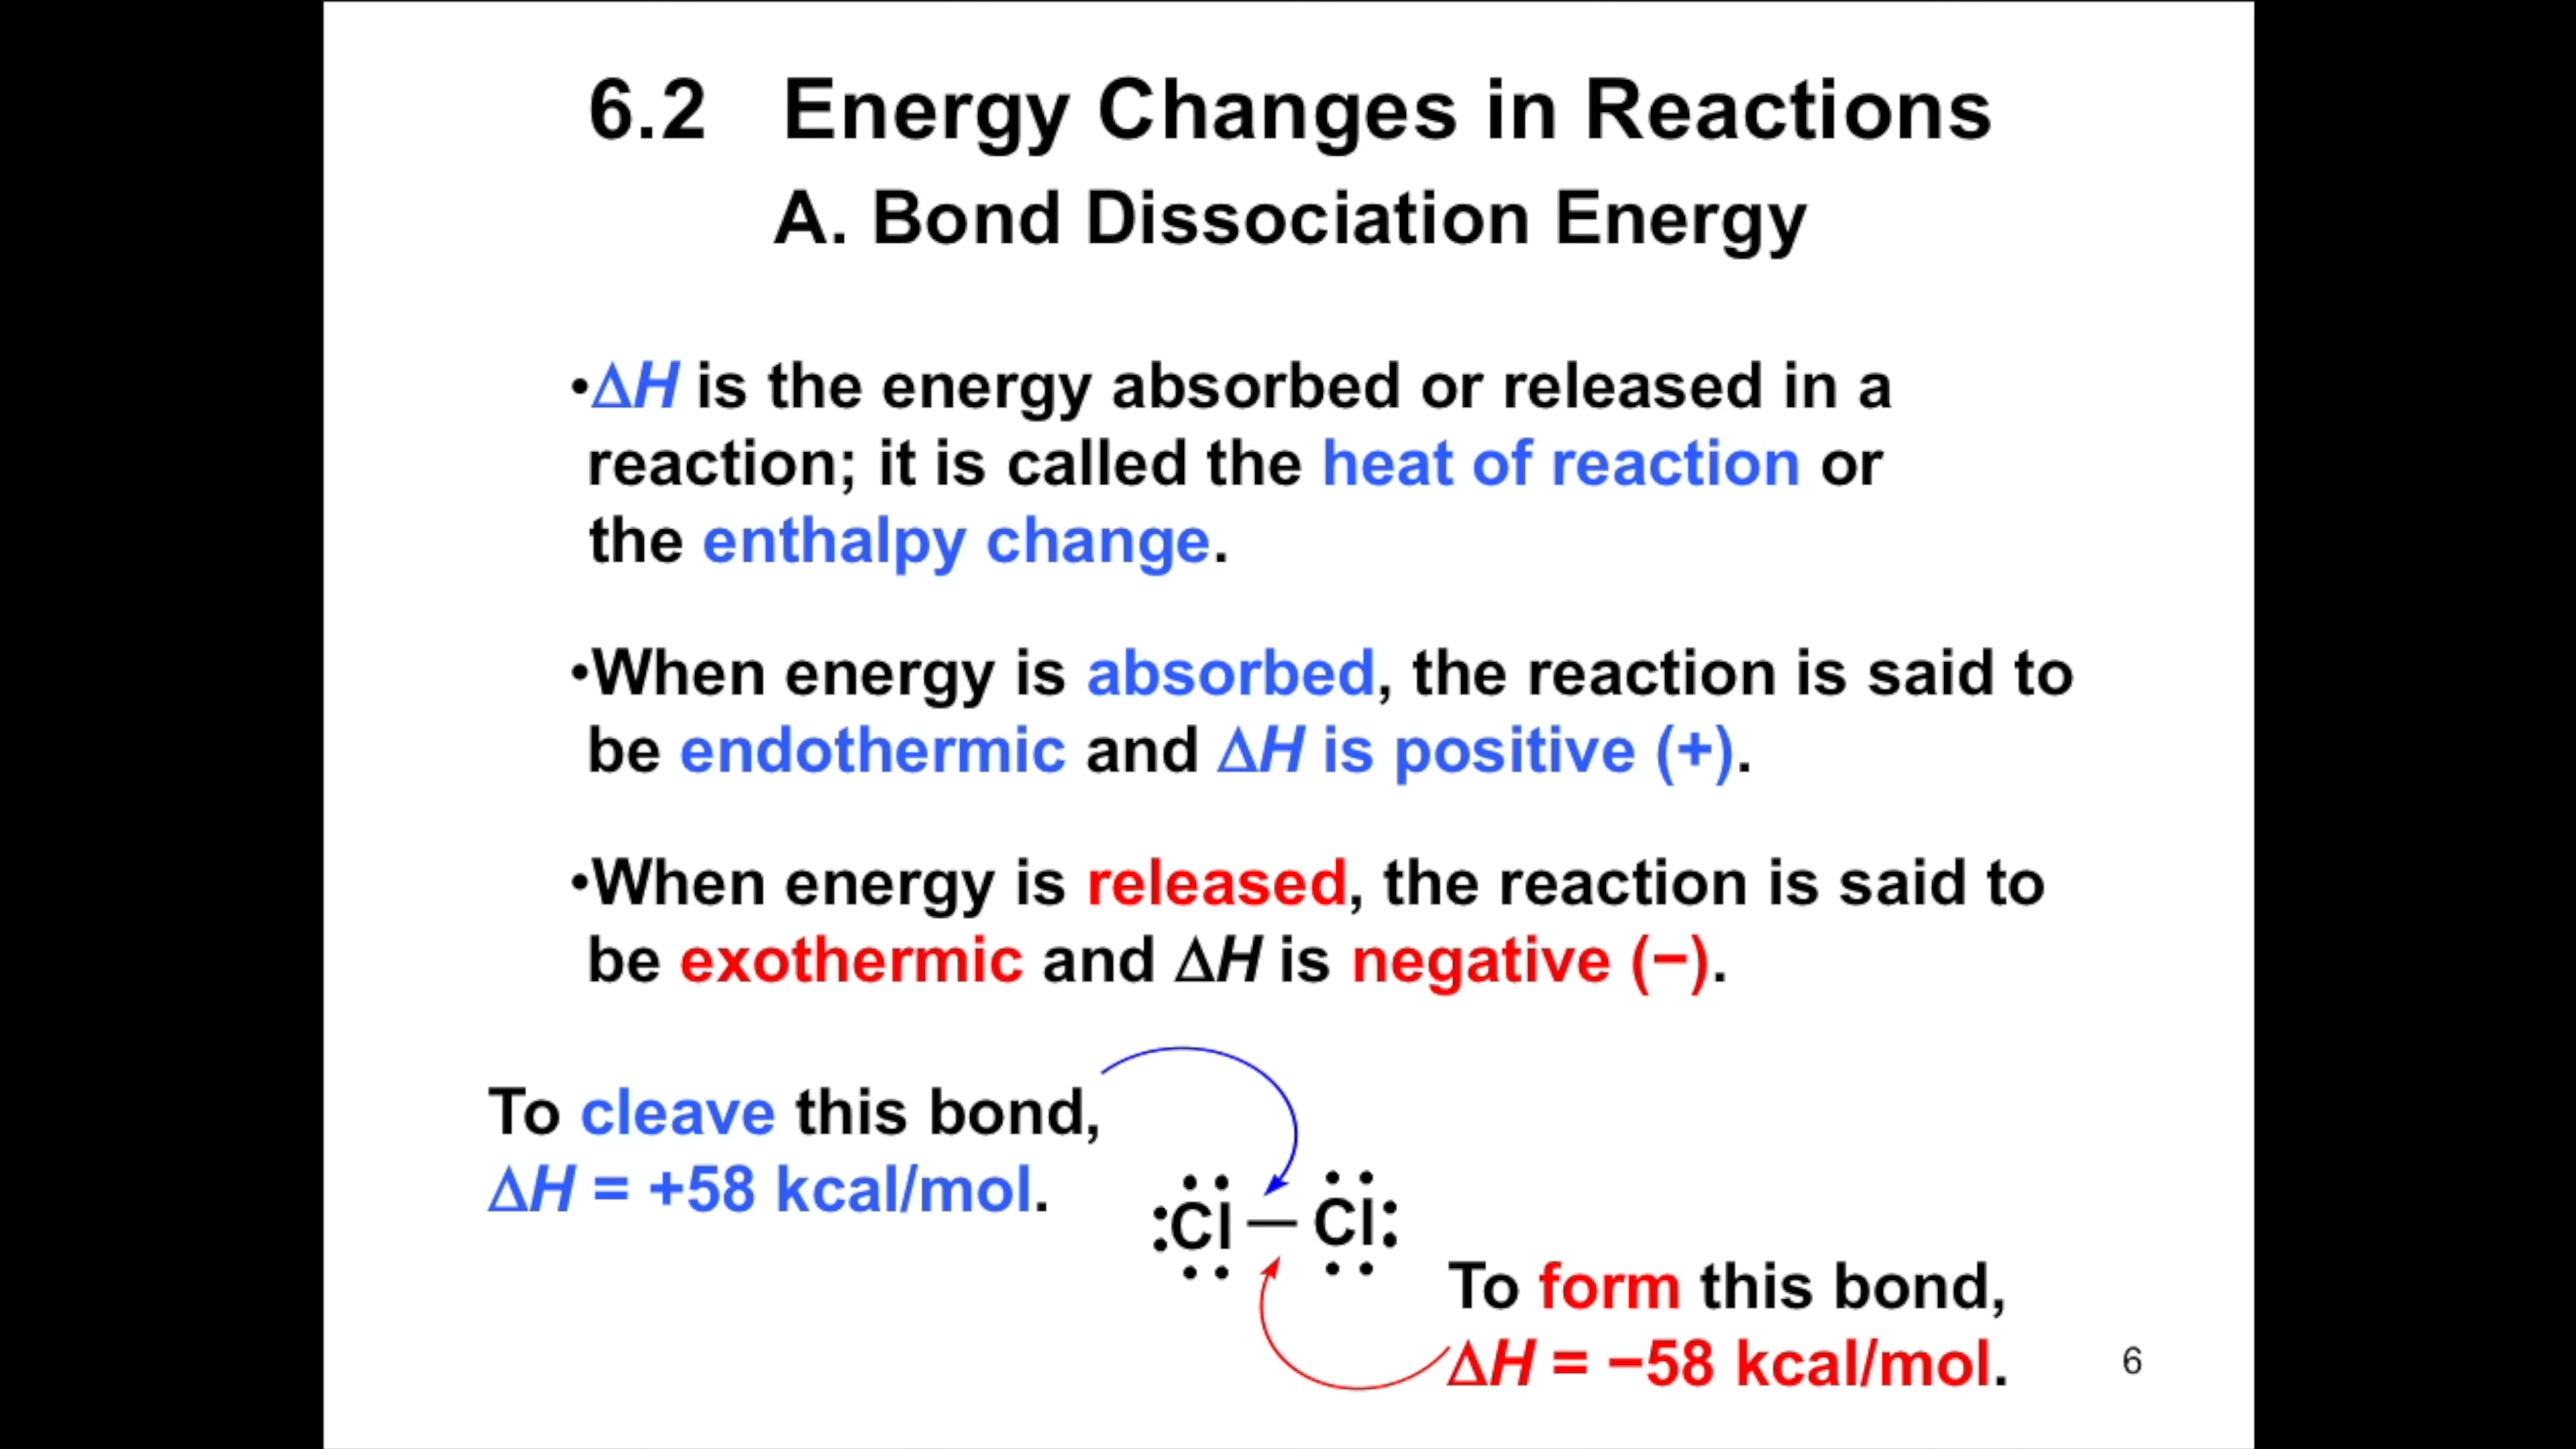 6.2 Energy Changes in Reactions
A. Bond Dissociation Energy
•ΔH is the energy absorbed or released in a
reaction; it is called the heat of reaction or
the enthalpy change.
•When energy is absorbed, the reaction is said to
be endothermic and ΔH is positive (+).
•When energy is released, the reaction is said to
be exothermic and ΔH is negative (−).
To cleave this bond,
ΔH = +58 kcal/mol.
Cl — Cl
To form this bond,
ΔH = −58 kcal/mol.
6